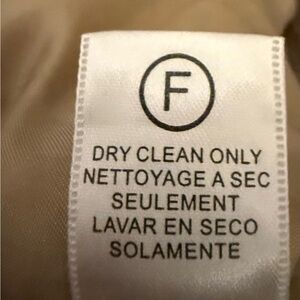 F
DRY CLEAN ONLY
NETTOYAGE A SEC
SEULEMENT
LAVAR EN SECO
SOLAMENTE